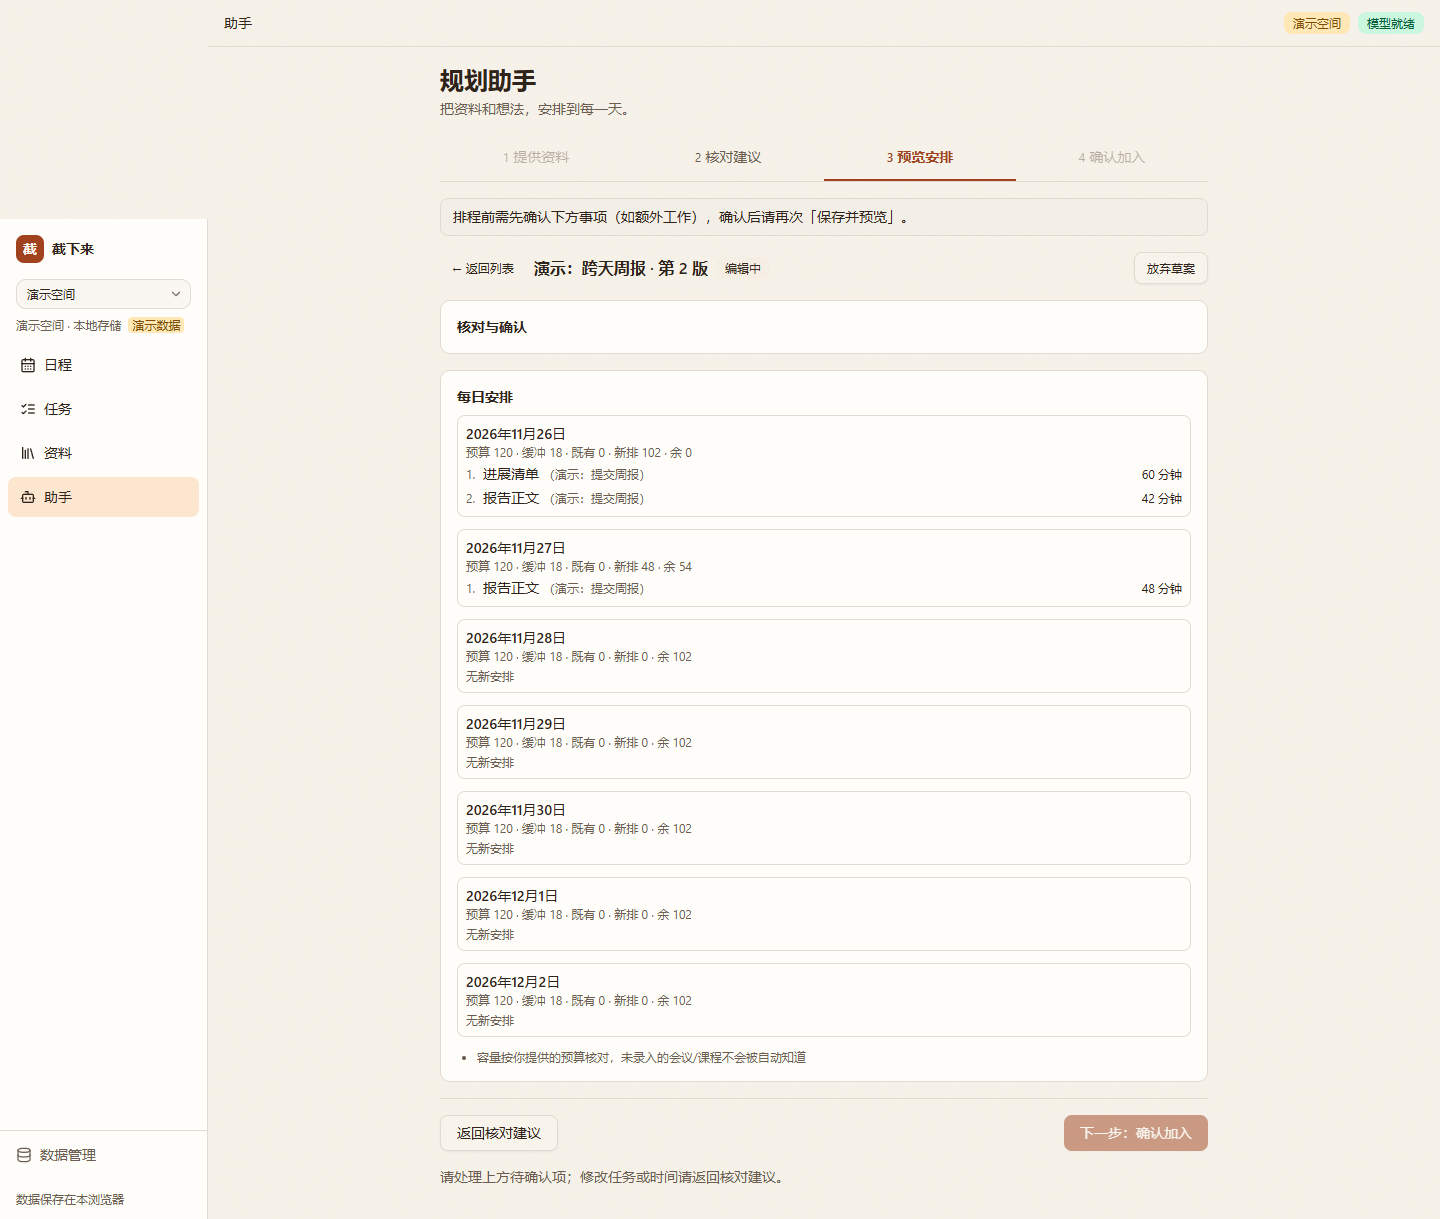 助手
演示空间
模型就绪
规划助手
把资料和想法，安排到每一天。
1 提供资料
2 核对建议
3 预览安排
4 确认加入
排程前需先确认下方事项（如额外工作），确认后请再次「保存并预览」。
← 返回列表
演示：跨天周报 · 第 2 版
编辑中
放弃草案
核对与确认
每日安排
2026年11月26日
预算 120 · 缓冲 18 · 既有 0 · 新排 102 · 余 0
1. 进展清单 （演示：提交周报） 60 分钟
2. 报告正文 （演示：提交周报） 42 分钟
2026年11月27日
预算 120 · 缓冲 18 · 既有 0 · 新排 48 · 余 54
1. 报告正文 （演示：提交周报） 48 分钟
2026年11月28日
预算 120 · 缓冲 18 · 既有 0 · 新排 0 · 余 102
无新安排
2026年11月29日
预算 120 · 缓冲 18 · 既有 0 · 新排 0 · 余 102
无新安排
2026年11月30日
预算 120 · 缓冲 18 · 既有 0 · 新排 0 · 余 102
无新安排
2026年12月1日
预算 120 · 缓冲 18 · 既有 0 · 新排 0 · 余 102
无新安排
2026年12月2日
预算 120 · 缓冲 18 · 既有 0 · 新排 0 · 余 102
无新安排
• 容量按你提供的预算核对，未录入的会议/课程不会被自动知道
返回核对建议
下一步：确认加入
请处理上方待确认项；修改任务或时间请返回核对建议。
截 截下来
演示空间
演示空间 · 本地存储 演示数据
日程
任务
资料
助手
数据管理
数据保存在本浏览器